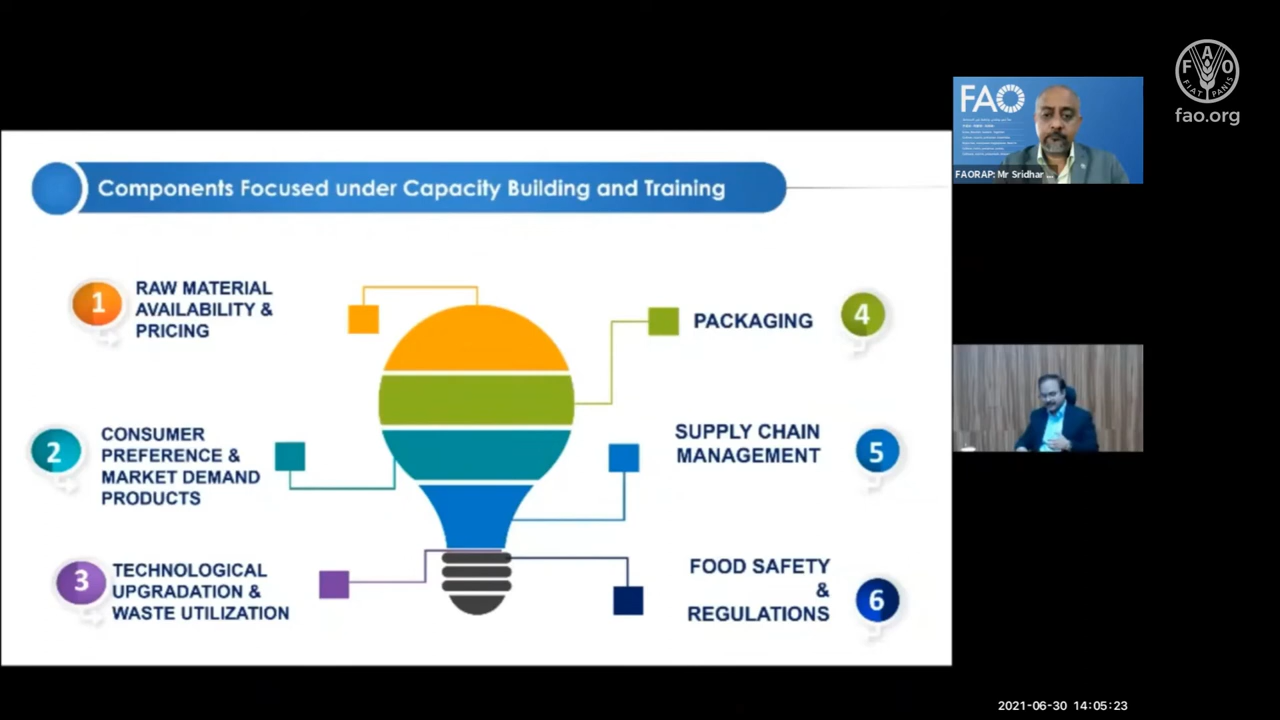 Components Focused under Capacity Building and Training
1
RAW MATERIAL
AVAILABILITY &
PRICING
2
CONSUMER
PREFERENCE &
MARKET DEMAND
PRODUCTS
3
TECHNOLOGICAL
UPGRADATION &
WASTE UTILIZATION
PACKAGING
4
SUPPLY CHAIN
MANAGEMENT
5
FOOD SAFETY
&
REGULATIONS
6
FAO
FAORAP: Mr Sridhar ...
F A O
FIAT PANIS
fao.org
2021-06-30 14:05:23